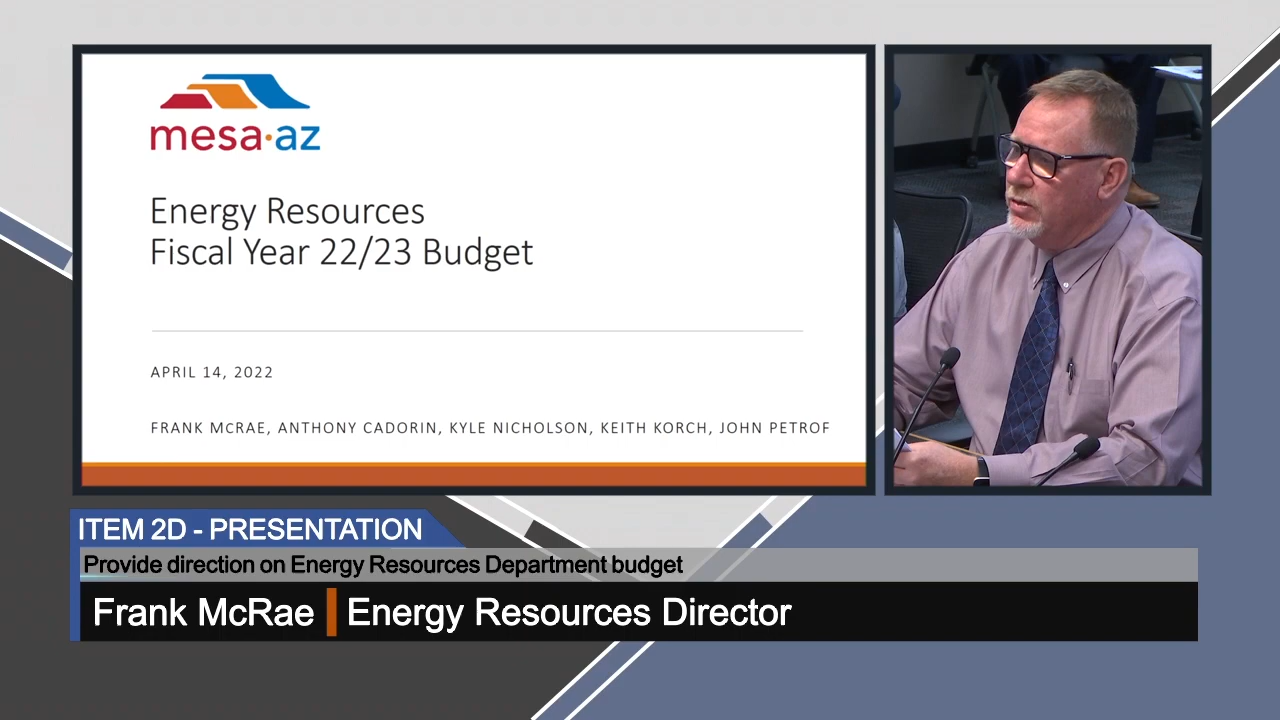 mesa·az
Energy Resources
Fiscal Year 22/23 Budget
APRIL 14, 2022
FRANK MCRAE, ANTHONY CADORIN, KYLE NICHOLSON, KEITH KORCH, JOHN PETROF
ITEM 2D - PRESENTATION
Provide direction on Energy Resources Department budget
Frank McRae Energy Resources Director